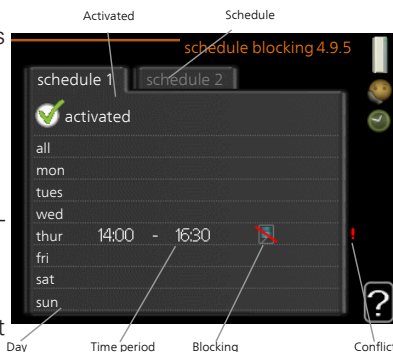 Activated Schedule
s
schedule blocking 4.9.5
schedule 1 schedule 2
activated
all
mon
tues
wed
thur 14:00 - 16:30 !
fri
sat
sun
?
-
t
Day Time period Blocking Conflict